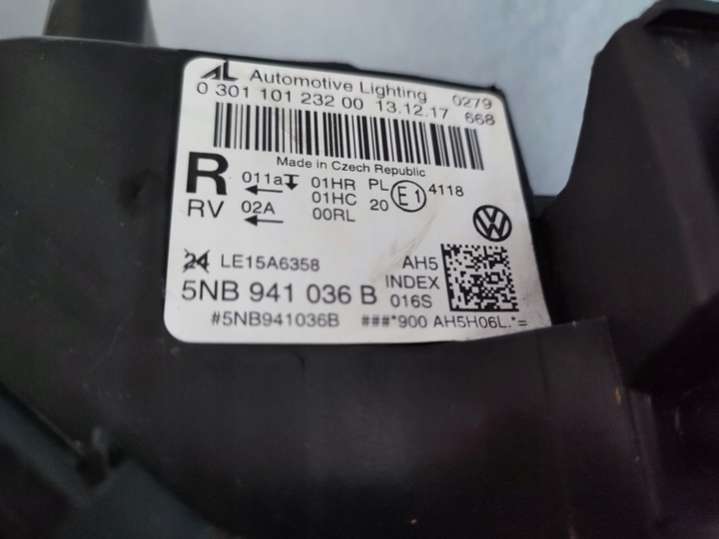 AL Automotive Lighting 0279
0 301 101 232 00 13.12.17 668
Made in Czech Republic
R 011a 01HR PL E1 4118
01HC 20
RV 02A 00RL
24 LE15A6358 AH5
INDEX
5NB 941 036 B 016S
#5NB941036B ###*900 AH5H06L.*=